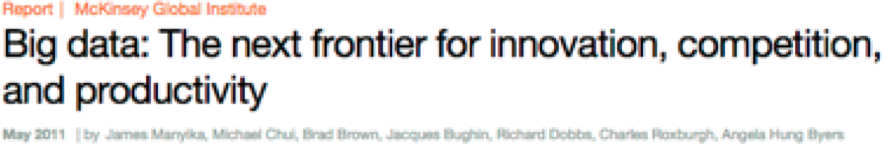 Report | McKinsey Global Institute
Big data: The next frontier for innovation, competition,
and productivity
May 2011 | by James Manyika, Michael Chui, Brad Brown, Jacques Bughin, Richard Dobbs, Charles Roxburgh, Angela Hung Byers